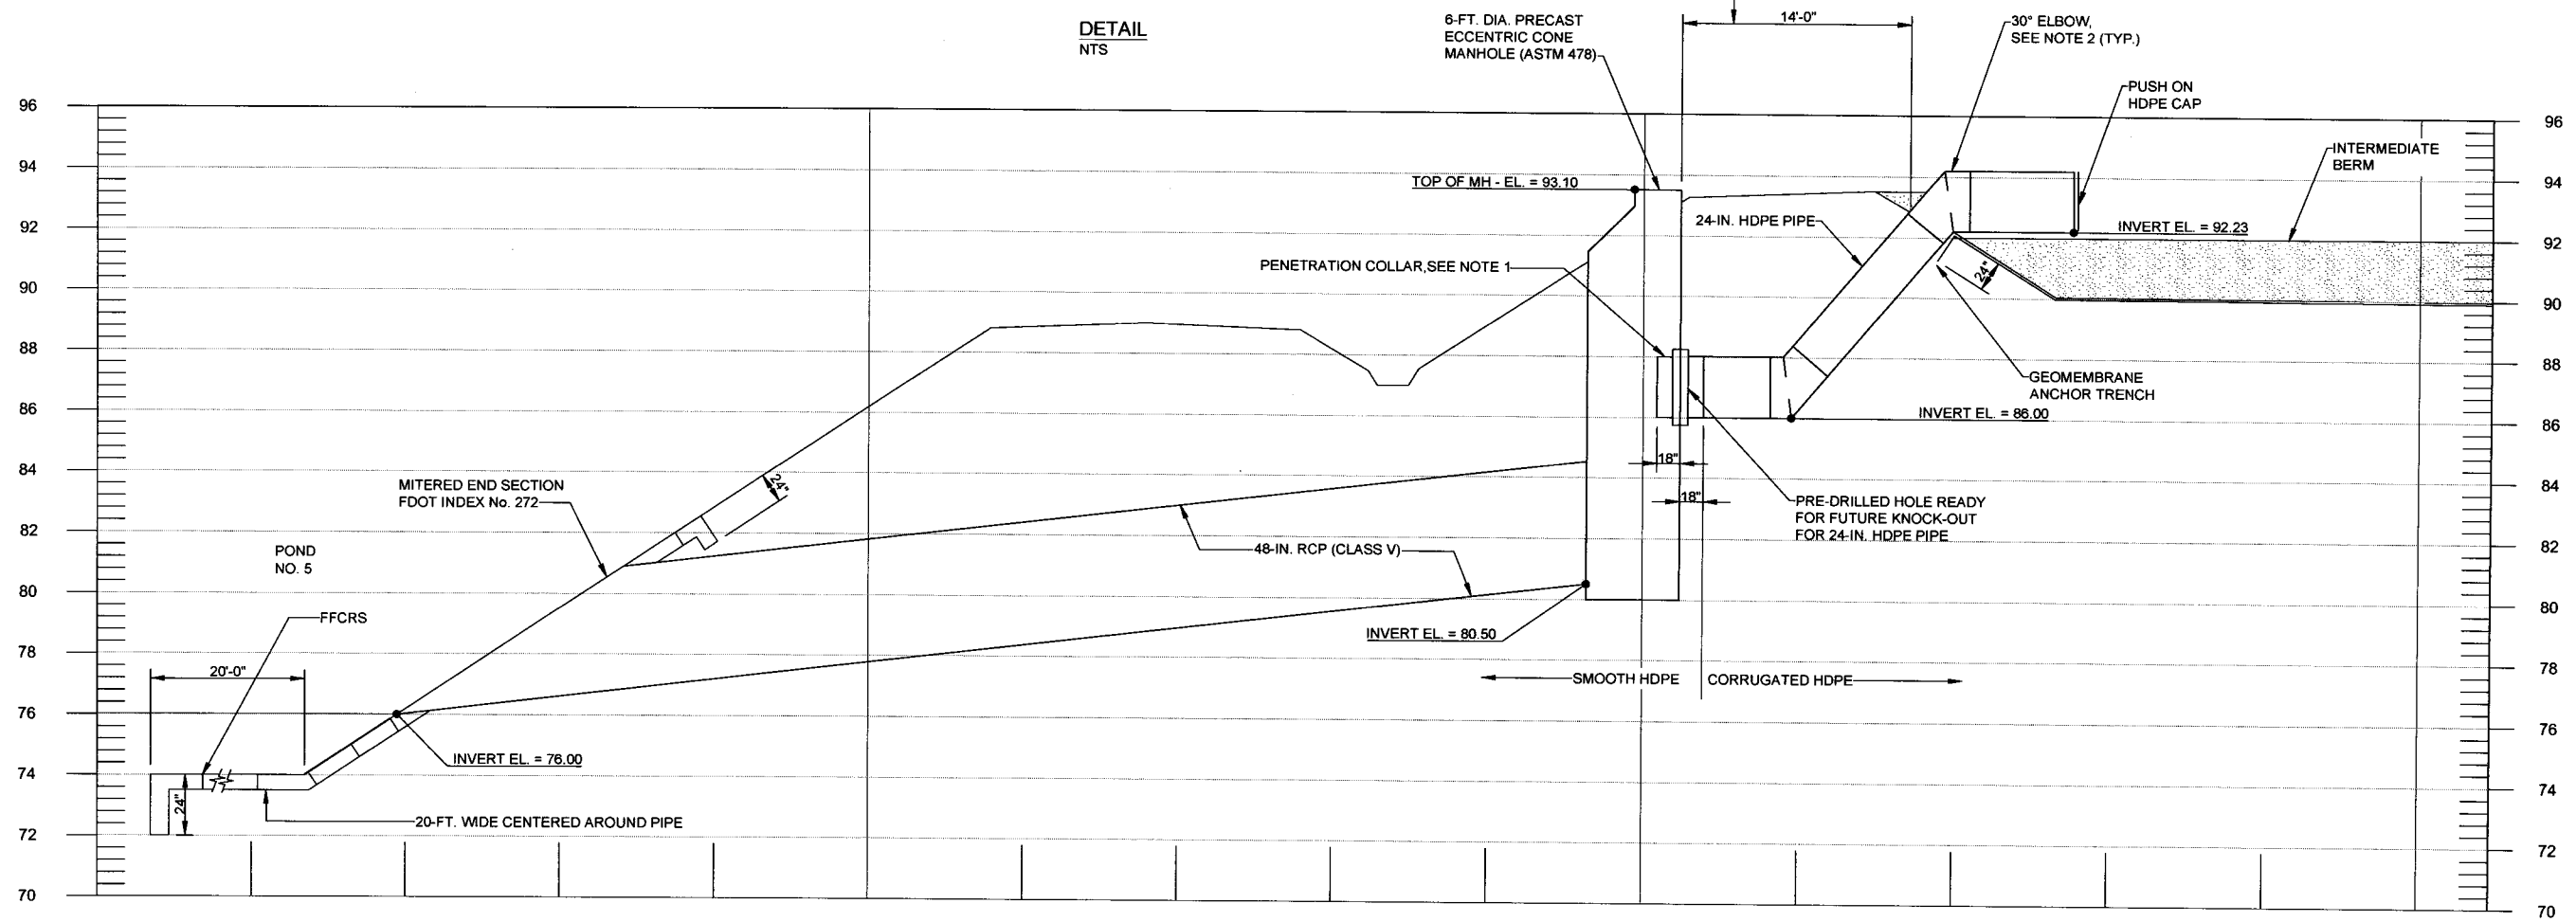 DETAIL
NTS
6-FT. DIA. PRECAST
ECCENTRIC CONE
MANHOLE (ASTM 478)
14'-0"
30° ELBOW,
SEE NOTE 2 (TYP.)
PUSH ON
HDPE CAP
INTERMEDIATE
BERM
96
94
92
90
88
86
84
82
80
78
76
74
72
70
96
94
92
90
88
86
84
82
80
78
76
74
72
70
TOP OF MH - EL. = 93.10
24-IN. HDPE PIPE
INVERT EL. = 92.23
PENETRATION COLLAR,SEE NOTE 1
24"
GEOMEMBRANE
ANCHOR TRENCH
INVERT EL. = 86.00
18"
18"
PRE-DRILLED HOLE READY
FOR FUTURE KNOCK-OUT
FOR 24-IN. HDPE PIPE
MITERED END SECTION
FDOT INDEX No. 272
24"
48-IN. RCP (CLASS V)
POND
NO. 5
FFCRS
INVERT EL. = 80.50
SMOOTH HDPE
CORRUGATED HDPE
20'-0"
INVERT EL. = 76.00
24"
20-FT. WIDE CENTERED AROUND PIPE